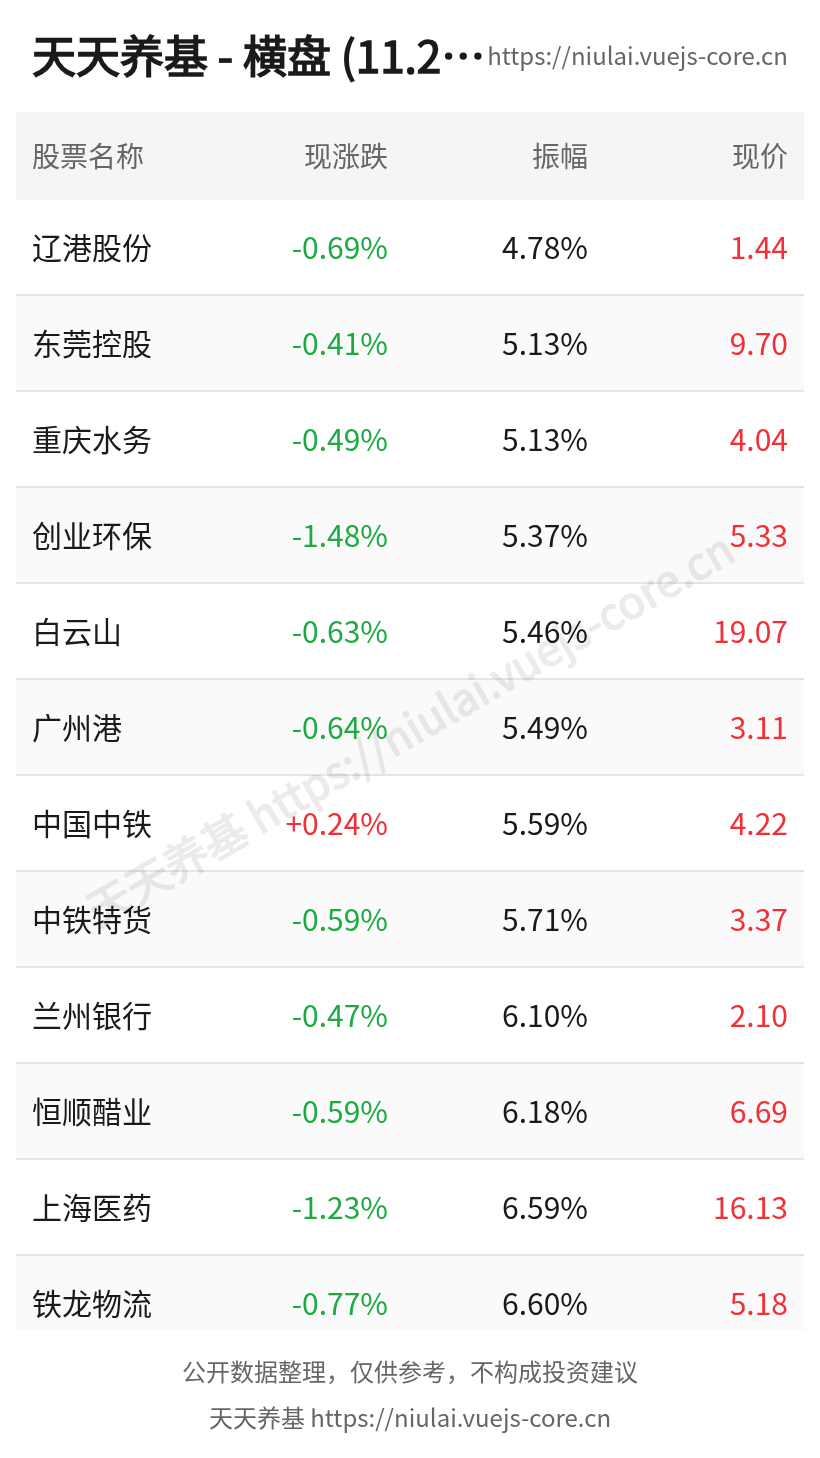 天天养基 - 横盘 (11.2··· https://niulai.vuejs-core.cn
股票名称 现涨跌 振幅 现价
辽港股份 -0.69% 4.78% 1.44
东莞控股 -0.41% 5.13% 9.70
重庆水务 -0.49% 5.13% 4.04
创业环保 -1.48% 5.37% 5.33
白云山 -0.63% 5.46% 19.07
广州港 -0.64% 5.49% 3.11
中国中铁 +0.24% 5.59% 4.22
中铁特货 -0.59% 5.71% 3.37
兰州银行 -0.47% 6.10% 2.10
恒顺醋业 -0.59% 6.18% 6.69
上海医药 -1.23% 6.59% 16.13
铁龙物流 -0.77% 6.60% 5.18
天天养基 https://niulai.vuejs-core.cn
公开数据整理，仅供参考，不构成投资建议
天天养基 https://niulai.vuejs-core.cn